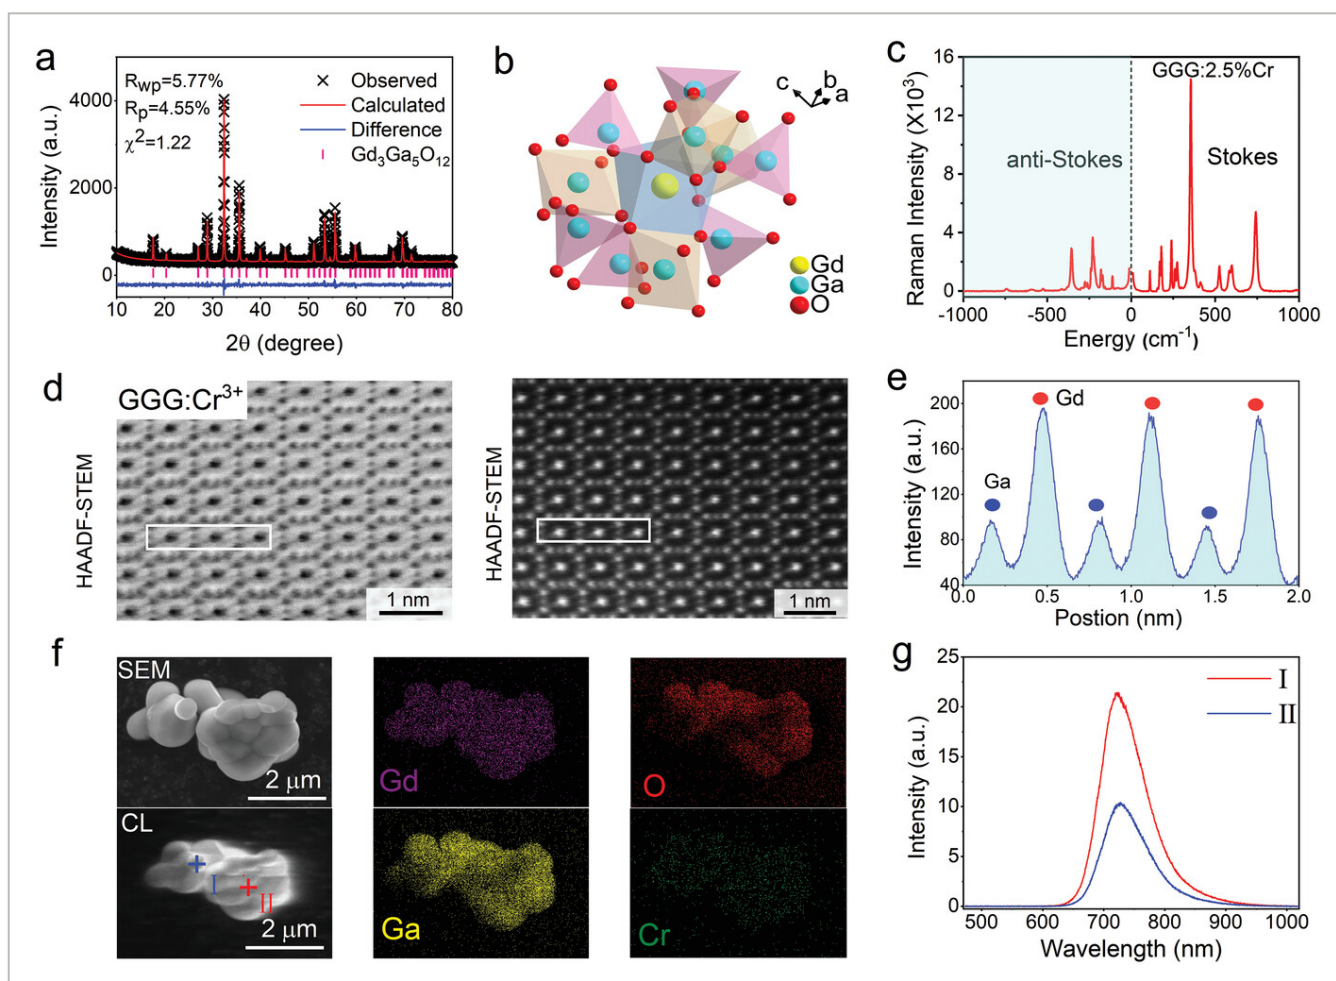 a
R_wp=5.77%
R_p=4.55%
χ²=1.22
Observed
Calculated
Difference
Gd₃Ga₅O₁₂
4000
2000
0
Intensity (a.u.)
10 20 30 40 50 60 70 80
2θ (degree)
b
c b a
Gd
Ga
O
c
GGG:2.5%Cr
anti-Stokes
Stokes
16
12
8
4
0
Raman Intensity (X10³)
-1000 -500 0 500 1000
Energy (cm⁻¹)
d
GGG:Cr³⁺
HAADF-STEM
1 nm
HAADF-STEM
1 nm
e
Gd
Ga
200
160
120
80
40
Intensity (a.u.)
0.0 0.5 1.0 1.5 2.0
Postion (nm)
f
SEM
2 μm
Gd
O
CL
I
II
2 μm
Ga
Cr
g
I
II
25
20
15
10
5
0
Intensity (a.u.)
500 600 700 800 900 1000
Wavelength (nm)